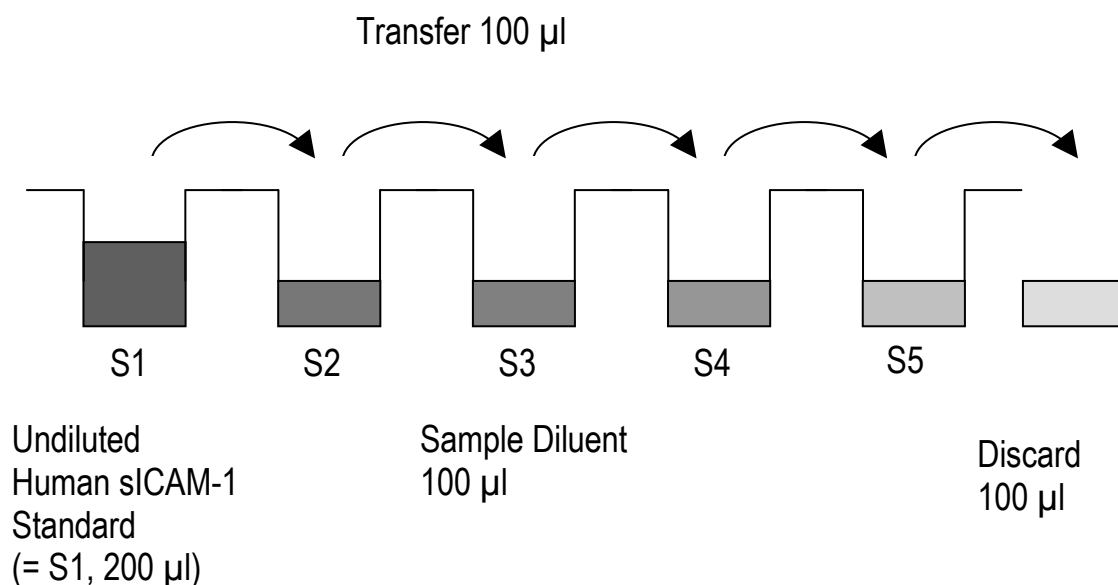 Transfer 100 µl
S1
S2
S3
S4
S5
Undiluted
Human sICAM-1
Standard
(= S1, 200 µl)
Sample Diluent
100 µl
Discard
100 µl